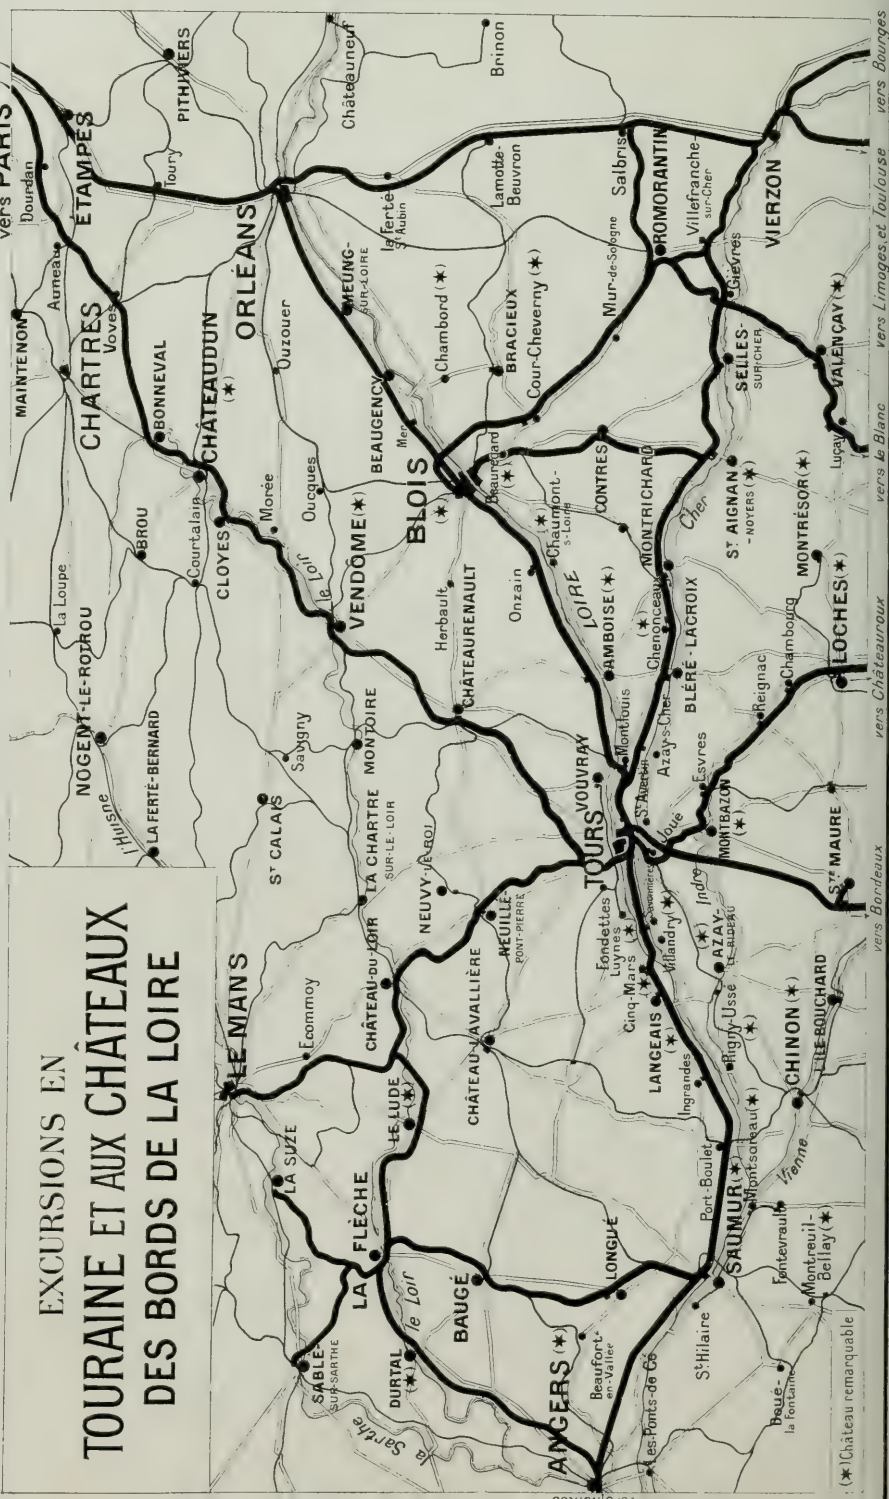 EXCURSIONS EN
TOURAINE ET AUX CHÂTEAUX
DES BORDS DE LA LOIRE
vers PARIS
Dourdan
ÉTAMPES
PITHIVIERS
MAINTENON
Auneau
Toury
CHARTRES
Voves
ORLÉANS
Châteauneuf
Brinon
La Loupe
BONNEVAL
CHÂTEAUDUN
(*)
Ouzouer
MEUNG-
SUR-LOIRE
la Ferté
St Aubin
Lamotte-
Beuvron
Salbris
NOGENT-LE-ROTROU
BROU
Courtalain
CLOYES
Morée
Oucques
BEAUGENCY
Mer
Chambord (*)
BRACIEUX
Cour-Cheverny (*)
Mur-de-Sologne
ROMORANTIN
Villefranche-
sur-Cher
VIERZON
l'Huisne
LA FERTÉ-BERNARD
le Loir
VENDÔME (*)
BLOIS
(*)
Beauregard
(*)
CONTRES
SELLES-
SUR-CHER
Gièvres
VALENÇAY (*)
Luçay
St CALAIS
Savigny
MONTOIRE
Herbault
CHÂTEAURENAULT
Onzain
(*)
Chaumont-
s-Loire
LOIRE
MONTRICHARD
Cher
St AIGNAN
-NOYERS (*)
MONTRÉSOR (*)
LE MANS
Ecommoy
LA CHARTRE
SUR-LE-LOIR
CHÂTEAU-DU-LOIR
NEUVY-LE-ROI
NEUILLÉ-
PONT-PIERRE
TOURS
VOUVRAY
Montlouis
AMBOISE (*)
(*)
Chenonceaux
BLÉRÉ-LACROIX
Azay-s-Cher
St Avertin
Esvres
Reignac
Chambourg
LOCHES (*)
LA SUZE
LE LUDE
(*)
CHÂTEAU-LAVALLIÈRE
Fondettes
Luynes
(*)
Cinq-Mars
(*)
LANGEAIS
(*)
Savonnières
Villandry (*)
Joué
Indre
MONTBAZON
(*)
(*)
AZAY-
LE-RIDEAU
Ste MAURE
LA FLÈCHE
SABLÉ-
SUR-SARTHE
La Sarthe
DURTAL
(*)
le Loir
BAUGÉ
LONGUÉ
Ingrandes
Port-Boulet
Rigny-Ussé
(*)
CHINON (*)
L'ILE BOUCHARD
Vienne
ANGERS (*)
Beaufort-
en-Vallée
Les-Ponts-de Cé
St Hilaire
SAUMUR (*)
Montsoreau (*)
Fontevrault
Montreuil-
Bellay (*)
Doué-
la Fontaine
(*) Château remarquable
vers Bordeaux
vers Châteauroux
vers le Blanc
vers Limoges et Toulouse
vers Bourges